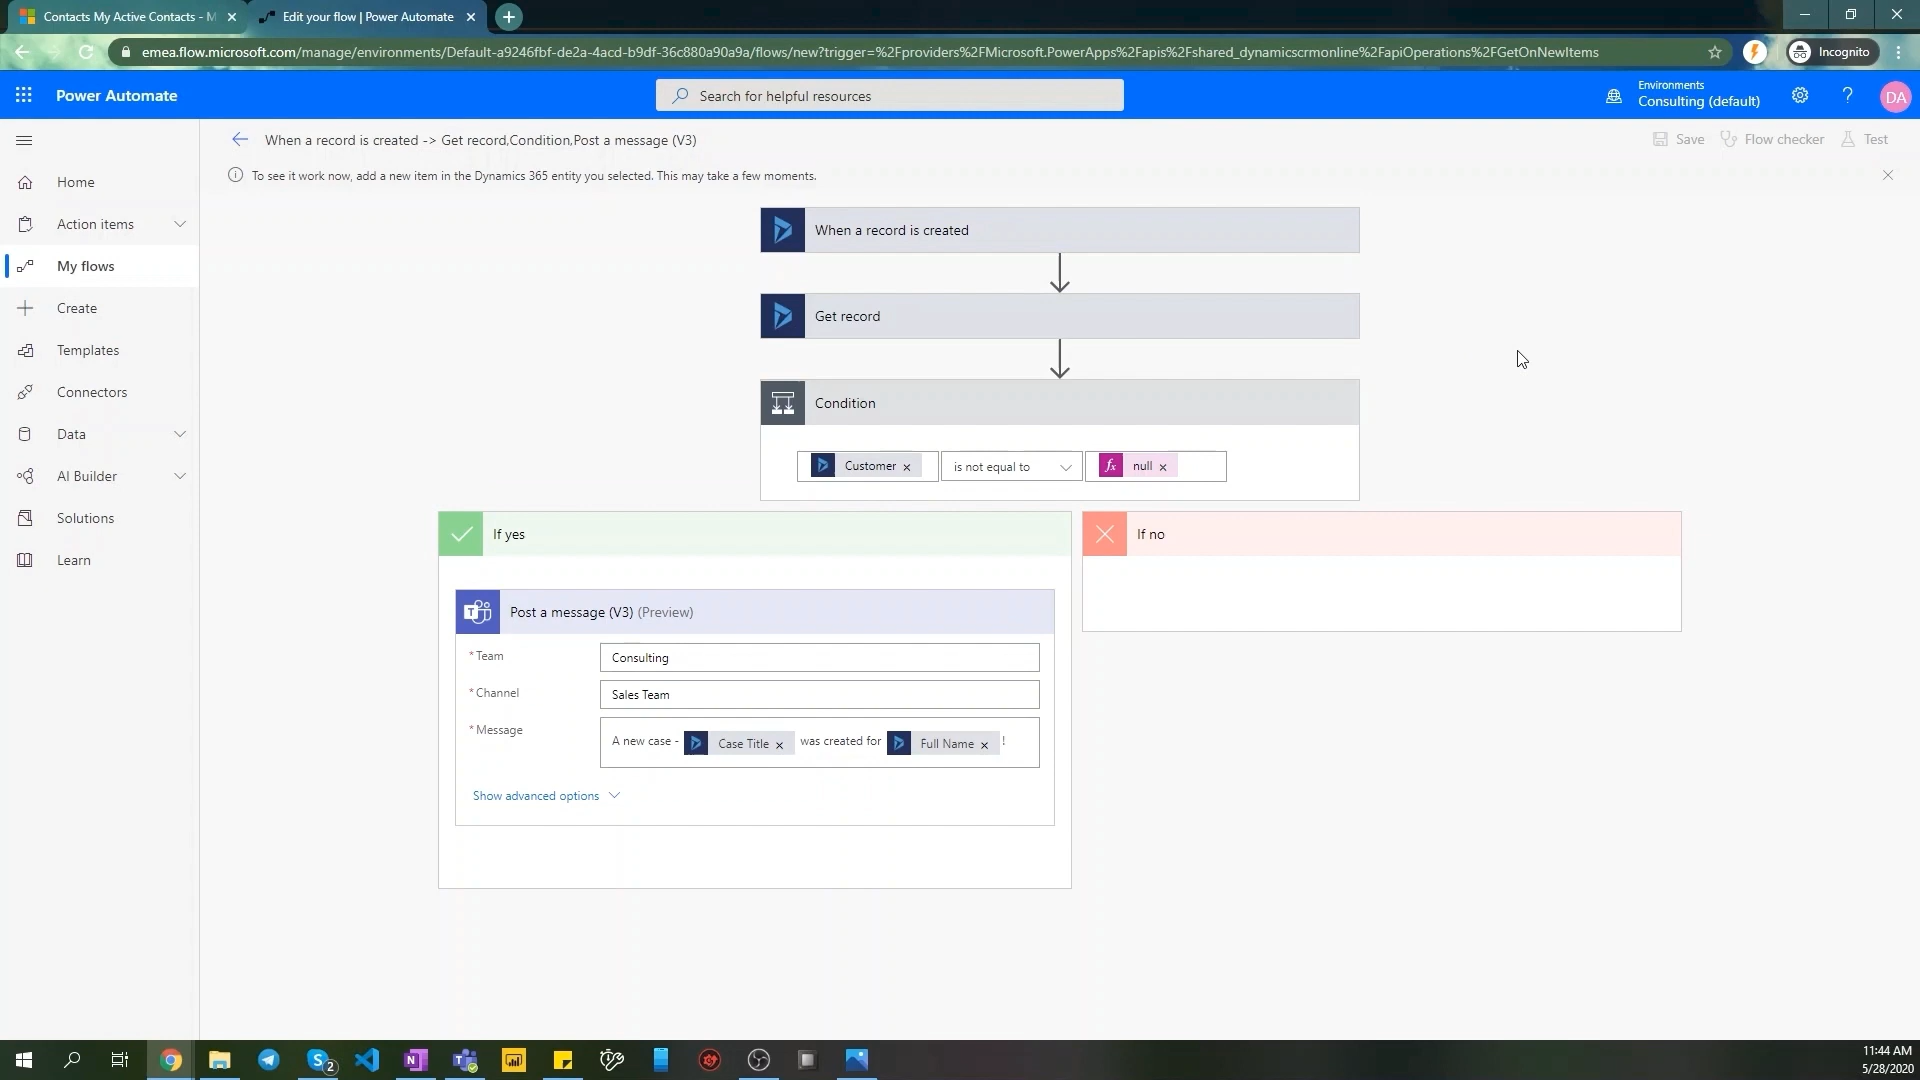 Contacts My Active Contacts - M
Edit your flow | Power Automate
emea.flow.microsoft.com/manage/environments/Default-a9246fbf-de2a-4acd-b9df-36c880a90a9a/flows/new?trigger=%2Fproviders%2FMicrosoft.PowerApps%2Fapis%2Fshared_dynamicscrmonline%2FapiOperations%2FGetOnNewItems
Incognito
Power Automate
Search for helpful resources
Environments
Consulting (default)
?
DA
When a record is created -> Get record,Condition,Post a message (V3)
Save
Flow checker
Test
To see it work now, add a new item in the Dynamics 365 entity you selected. This may take a few moments.
Home
Action items
My flows
Create
Templates
Connectors
Data
AI Builder
Solutions
Learn
When a record is created
Get record
Condition
Customer
is not equal to
fx null
If yes
If no
Post a message (V3) (Preview)
* Team
Consulting
* Channel
Sales Team
* Message
A new case - Case Title was created for Full Name !
Show advanced options
2
11:44 AM
5/28/2020